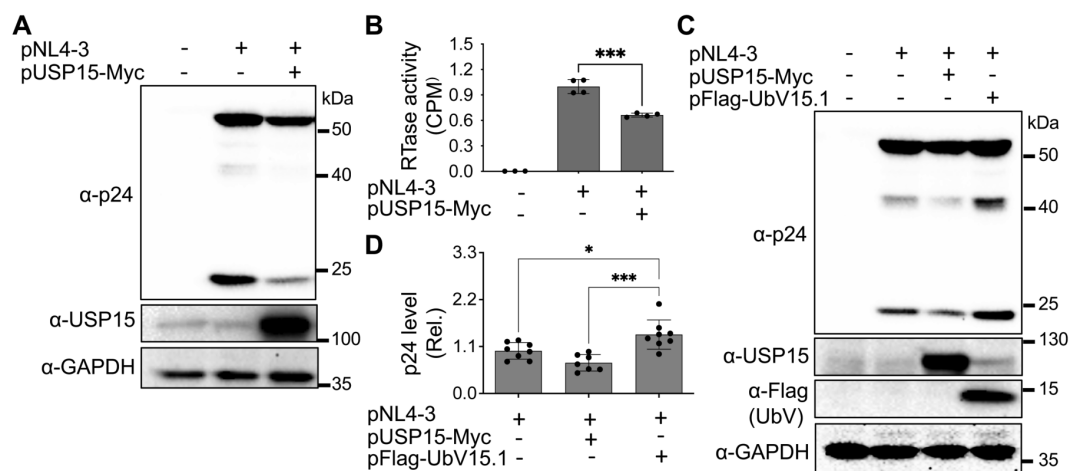 A
pNL4-3 - + +
pUSP15-Myc - - +
kDa
50
40
α-p24
25
α-USP15
100
α-GAPDH
35
B
RTase activity
(CPM)
1.5
1.2
0.9
0.6
0.3
0.0
***
pNL4-3 - + +
pUSP15-Myc - - +
D
p24 level
(Rel.)
3.3
2.2
1.1
0.0
*
***
pNL4-3 + + +
pUSP15-Myc - + -
pFlag-UbV15.1 - - +
C
pNL4-3 - + + +
pUSP15-Myc - - + -
pFlag-UbV15.1 - - - +
kDa
50
40
α-p24
25
130
α-USP15
15
α-Flag
(UbV)
α-GAPDH
35